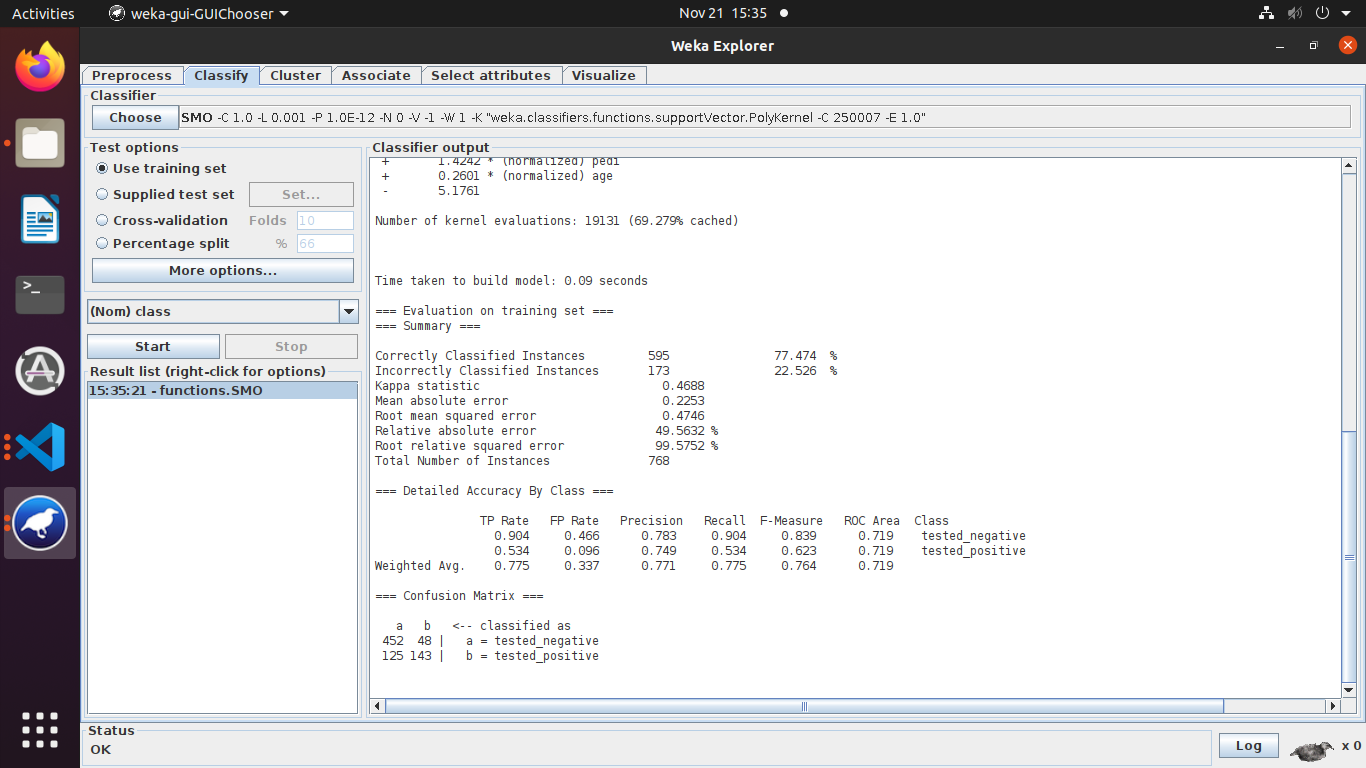 Activities weka-gui-GUIChooser Nov 21 15:35
Weka Explorer
Preprocess Classify Cluster Associate Select attributes Visualize
Classifier
Choose SMO -C 1.0 -L 0.001 -P 1.0E-12 -N 0 -V -1 -W 1 -K "weka.classifiers.functions.supportVector.PolyKernel -C 250007 -E 1.0"
Test options
Use training set
Supplied test set Set...
Cross-validation Folds 10
Percentage split % 66
More options...
(Nom) class
Start Stop
Result list (right-click for options)
15:35:21 - functions.SMO
Classifier output
+ 1.4242 * (normalized) pedi
+ 0.2601 * (normalized) age
- 5.1761
Number of kernel evaluations: 19131 (69.279% cached)
Time taken to build model: 0.09 seconds
=== Evaluation on training set ===
=== Summary ===
Correctly Classified Instances 595 77.474 %
Incorrectly Classified Instances 173 22.526 %
Kappa statistic 0.4688
Mean absolute error 0.2253
Root mean squared error 0.4746
Relative absolute error 49.5632 %
Root relative squared error 99.5752 %
Total Number of Instances 768
=== Detailed Accuracy By Class ===
TP Rate FP Rate Precision Recall F-Measure ROC Area Class
0.904 0.466 0.783 0.904 0.839 0.719 tested_negative
0.534 0.096 0.749 0.534 0.623 0.719 tested_positive
Weighted Avg. 0.775 0.337 0.771 0.775 0.764 0.719
=== Confusion Matrix ===
a b <-- classified as
452 48 | a = tested_negative
125 143 | b = tested_positive
Status
OK
Log x 0